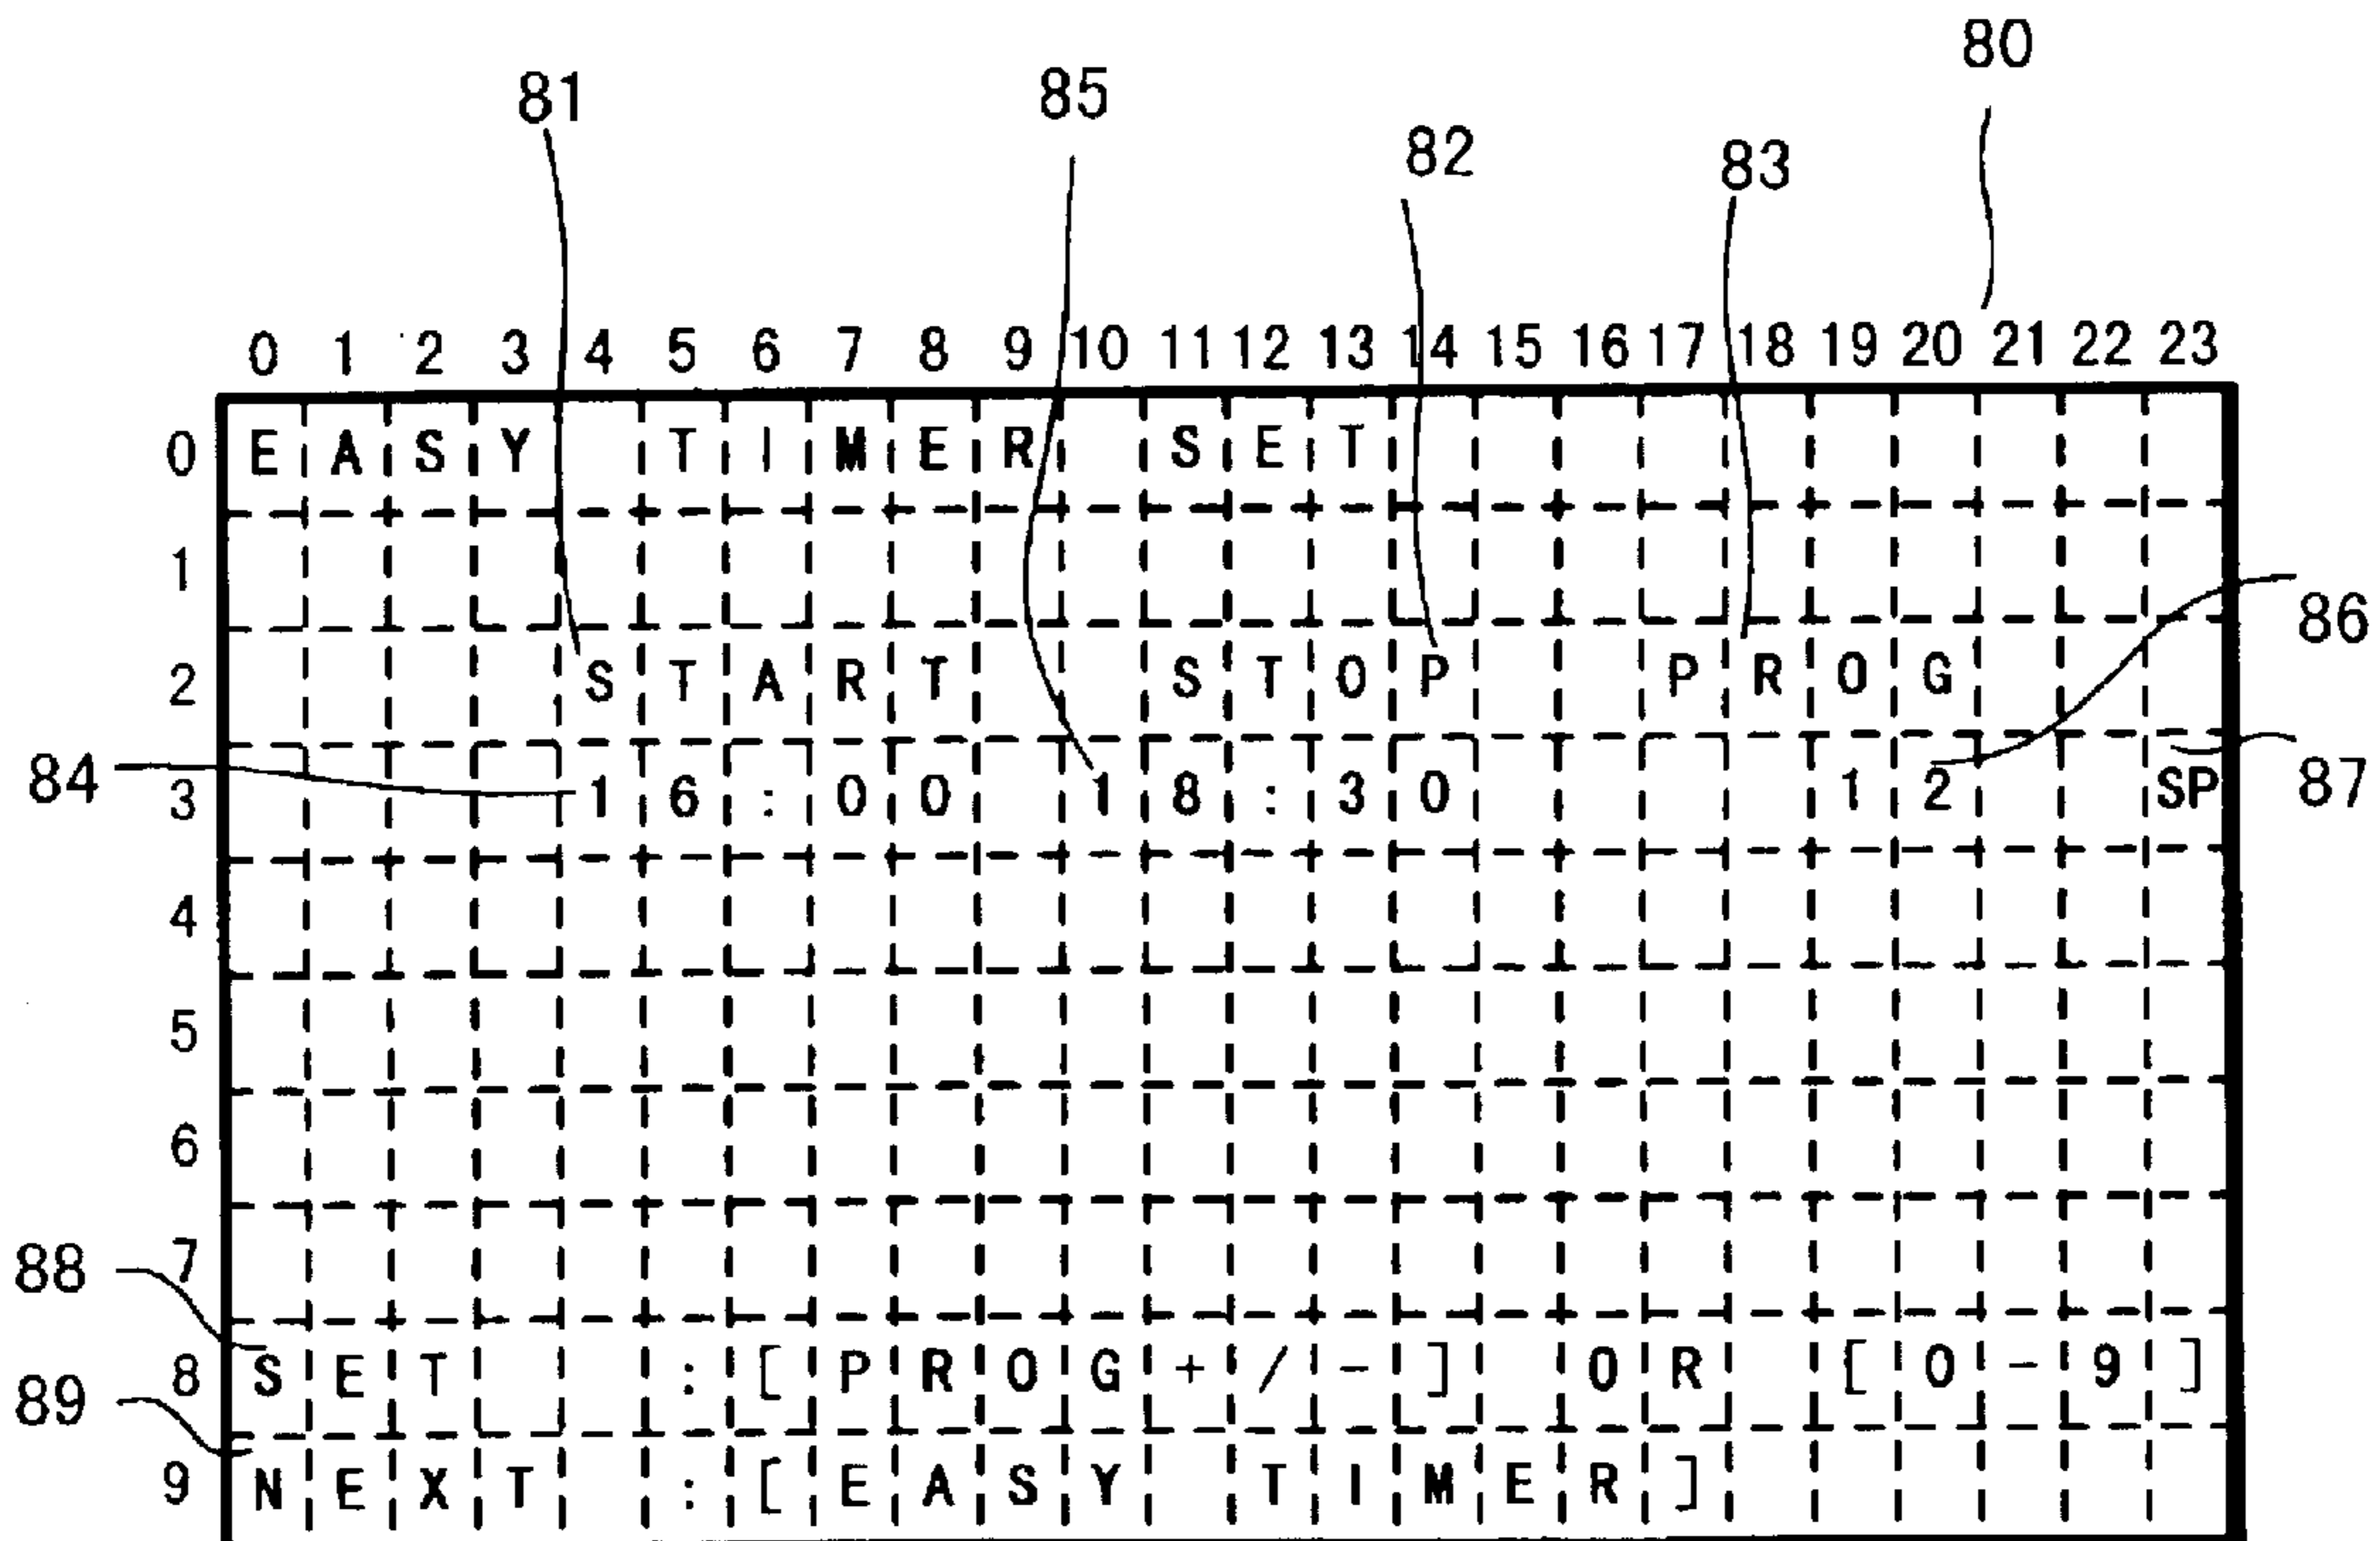 80
81 85 82 83
0 1 2 3 4 5 6 7 8 9 10 11 12 13 14 15 16 17 18 19 20 21 22 23
0 EASY TIMER SET
1
86
2 START STOP PROG
84 87
3 16:00 18:30 12 SP
4
5
6
7
88
8 SET :[PROG+/-] OR [0-9]
89
9 NEXT :[EASY TIMER]